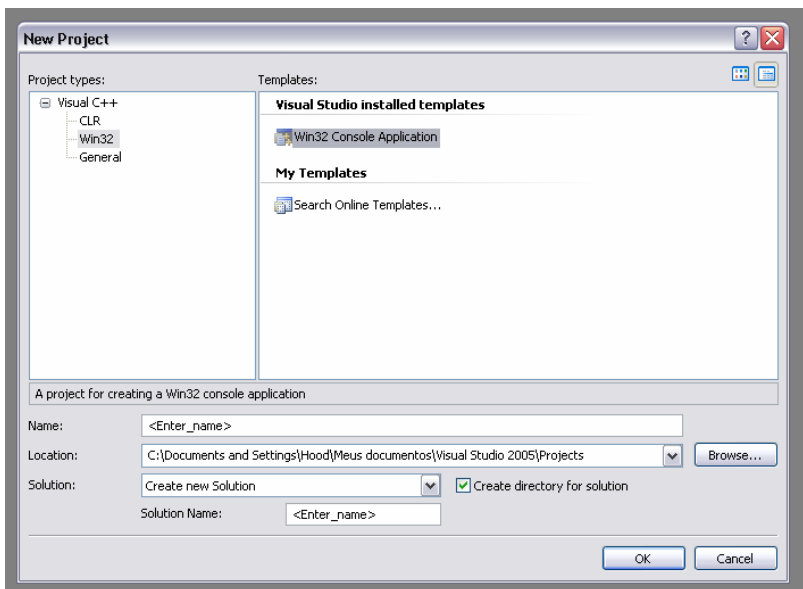 New Project
Project types:
Templates:
Visual C++
CLR
Win32
General
Visual Studio installed templates
Win32 Console Application
My Templates
Search Online Templates...
A project for creating a Win32 console application
Name:
<Enter_name>
Location:
C:\Documents and Settings\Hood\Meus documentos\Visual Studio 2005\Projects
Browse...
Solution:
Create new Solution
Create directory for solution
Solution Name:
<Enter_name>
OK
Cancel